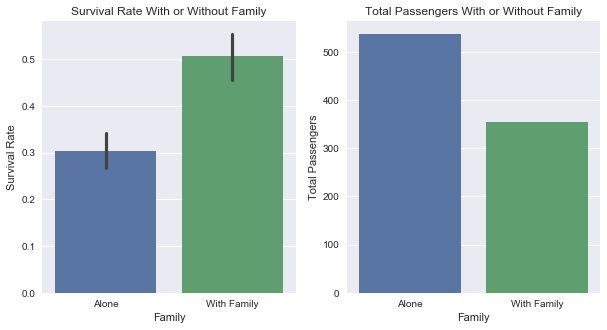 Survival Rate With or Without Family
Survival Rate
0.5
0.4
0.3
0.2
0.1
0.0
Alone
With Family
Family
Total Passengers With or Without Family
Total Passengers
500
400
300
200
100
0
Alone
With Family
Family